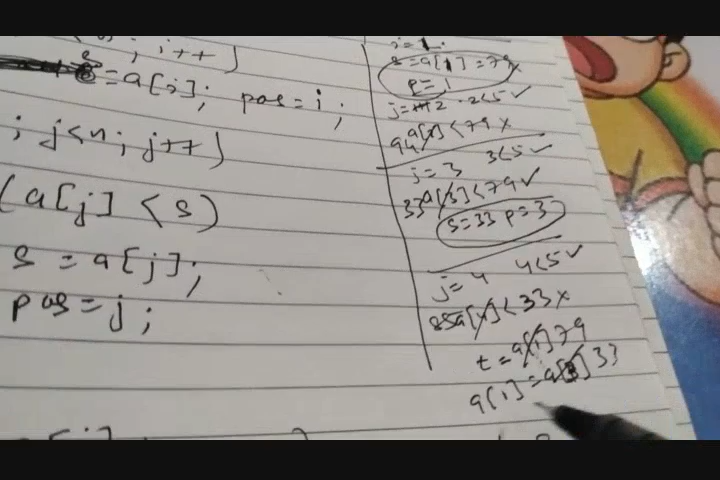 ; i++)
s=a[i]; pos=i;
; j<n; j++)
(a[j] < s)
s = a[j];
pos=j;
i=1
s=a[1]=79
p=1
j=2 2<5 ✓
94 a[2]<79 x
j=3 3<5 ✓
33 a[3]<79 ✓
s=33 p=3
j=4 4<5 ✓
85 a[4]<33 x
t=a[1] 79
a[1]=a[3] 33